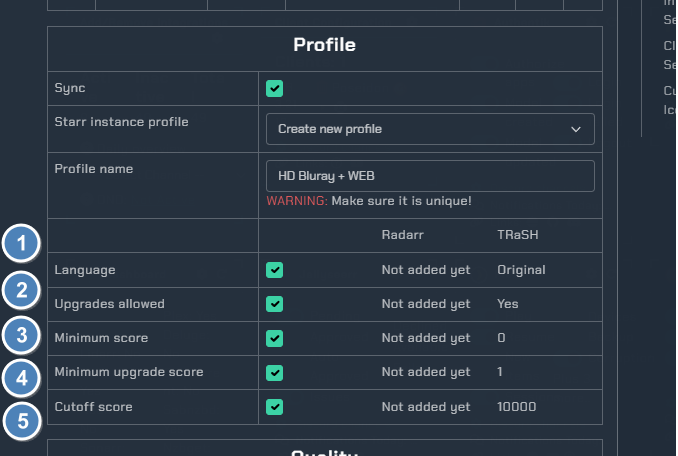 Profile
Sync
Starr instance profile
Create new profile
Profile name
HD Bluray + WEB
WARNING: Make sure it is unique!
1
Radarr TRaSH
Language Not added yet Original
2
Upgrades allowed Not added yet Yes
3
Minimum score Not added yet 0
4
Minimum upgrade score Not added yet 1
5
Cutoff score Not added yet 10000
Quality
In
Se
Cl
Se
Cu
Ico